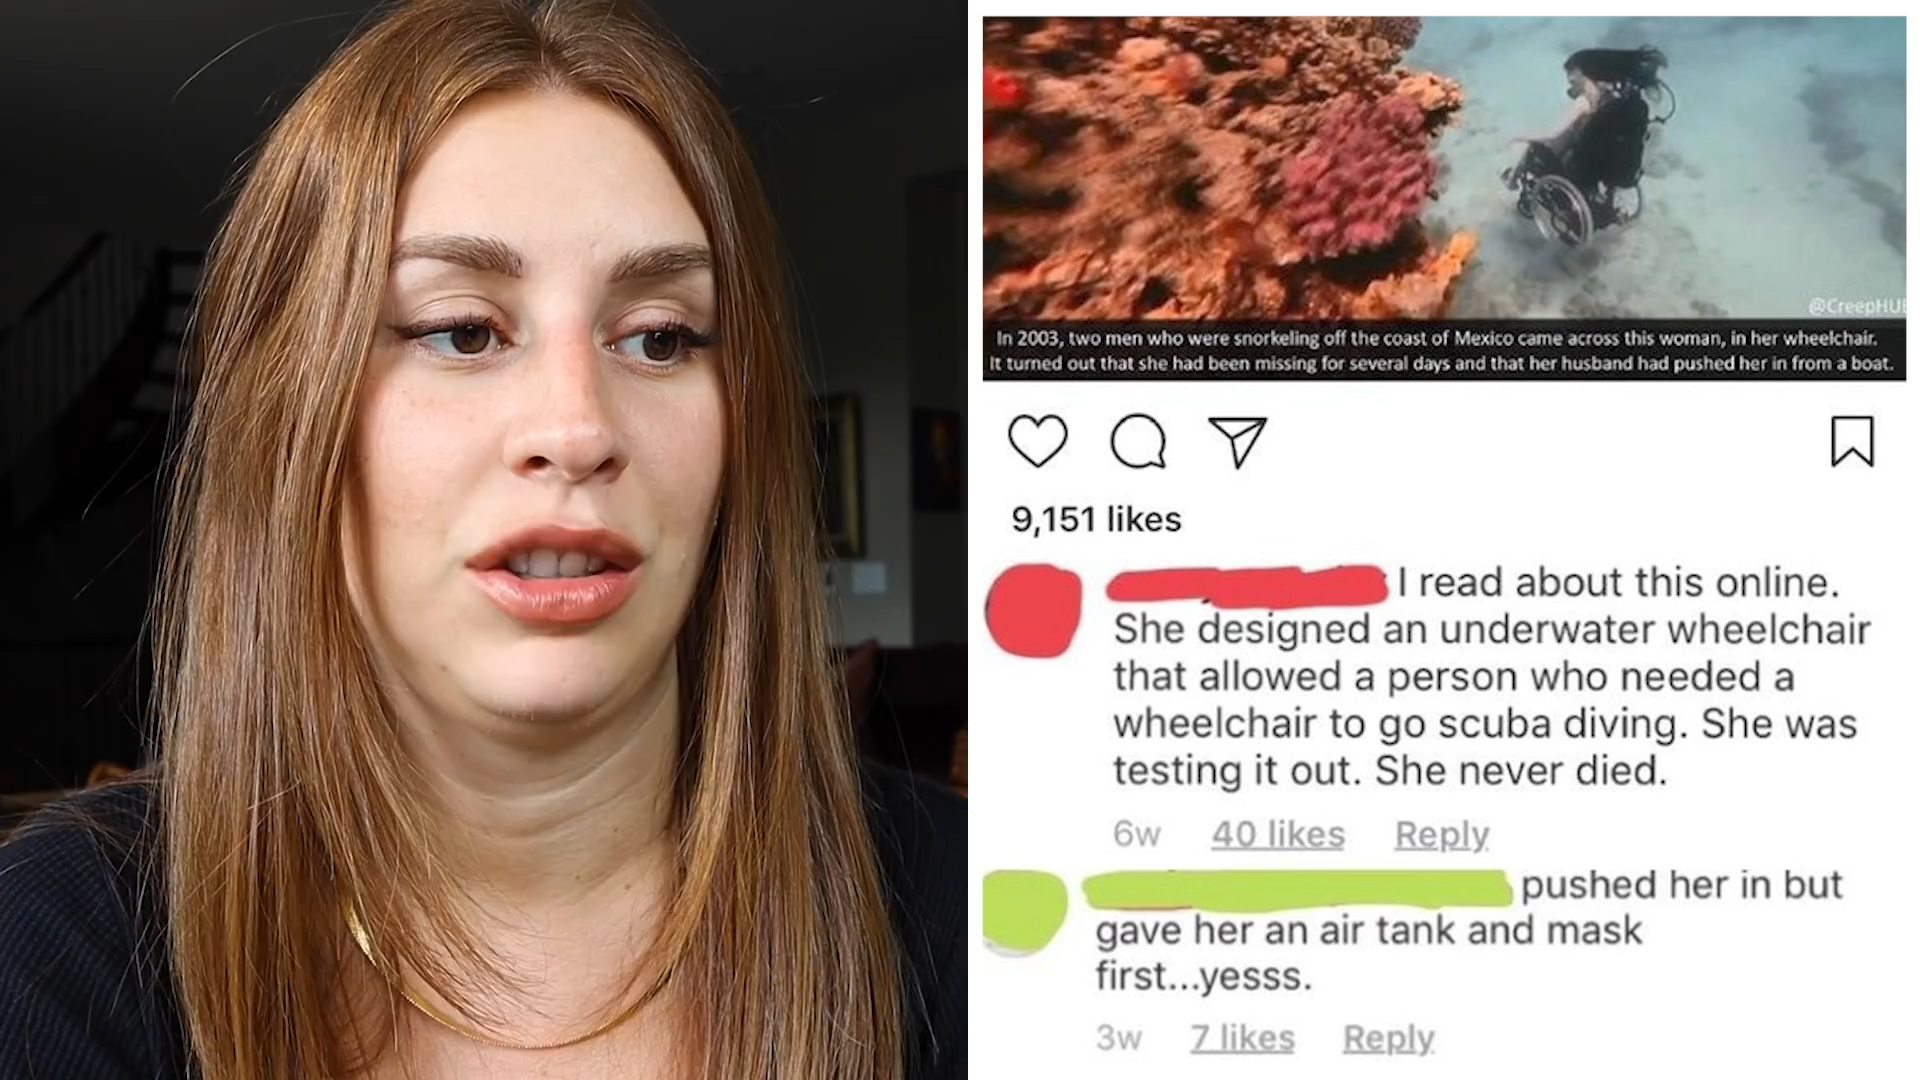 @CreepHU
In 2003, two men who were snorkeling off the coast of Mexico came across this woman, in her wheelchair.
It turned out that she had been missing for several days and that her husband had pushed her in from a boat.
9,151 likes
I read about this online.
She designed an underwater wheelchair
that allowed a person who needed a
wheelchair to go scuba diving. She was
testing it out. She never died.
6w 40 likes Reply
pushed her in but
gave her an air tank and mask
first...yesss.
3w 7 likes Reply